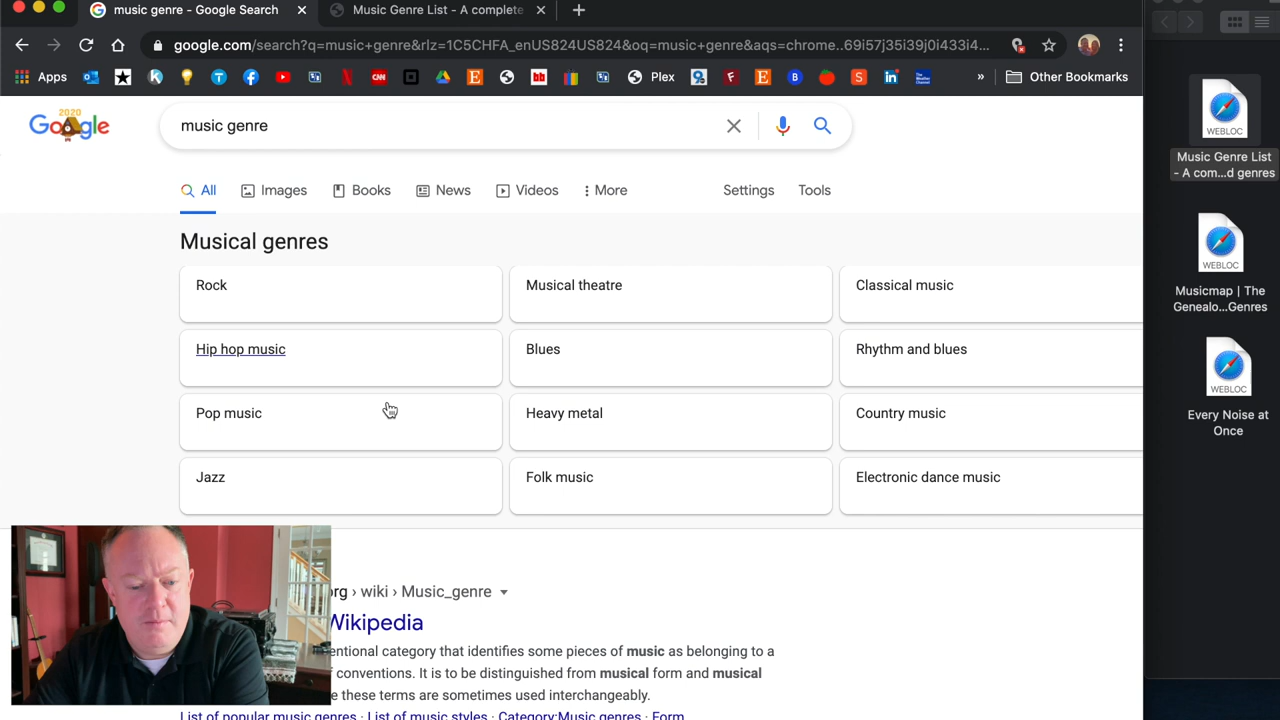 music genre - Google Search
Music Genre List - A complete
google.com/search?q=music+genre&rlz=1C5CHFA_enUS824US824&oq=music+genre&aqs=chrome..69i57j35i39j0i433i4...
Apps
CNN
bb
Plex
Other Bookmarks
2020
Google
music genre
All
Images
Books
News
Videos
More
Settings
Tools
Musical genres
Rock
Musical theatre
Classical music
Hip hop music
Blues
Rhythm and blues
Pop music
Heavy metal
Country music
Jazz
Folk music
Electronic dance music
org › wiki › Music_genre
Wikipedia
entional category that identifies some pieces of music as belonging to a
f conventions. It is to be distinguished from musical form and musical
e these terms are sometimes used interchangeably.
List of popular music genres · List of music styles · Category:Music genres · Form
WEBLOC
Music Genre List
- A com...d genres
WEBLOC
Musicmap | The
Genealo...Genres
WEBLOC
Every Noise at
Once